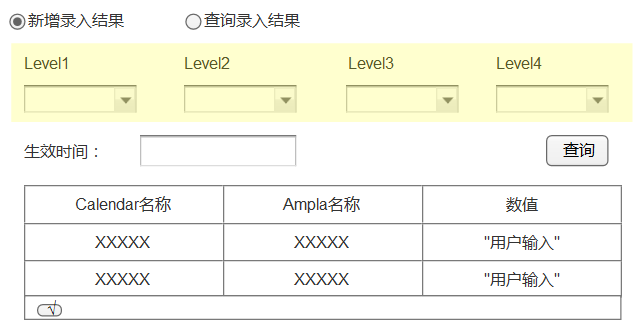 新增录入结果 查询录入结果
Level1 Level2 Level3 Level4
生效时间： 查询
Calendar名称 Ampla名称 数值
XXXXX XXXXX "用户输入"
XXXXX XXXXX "用户输入"
√